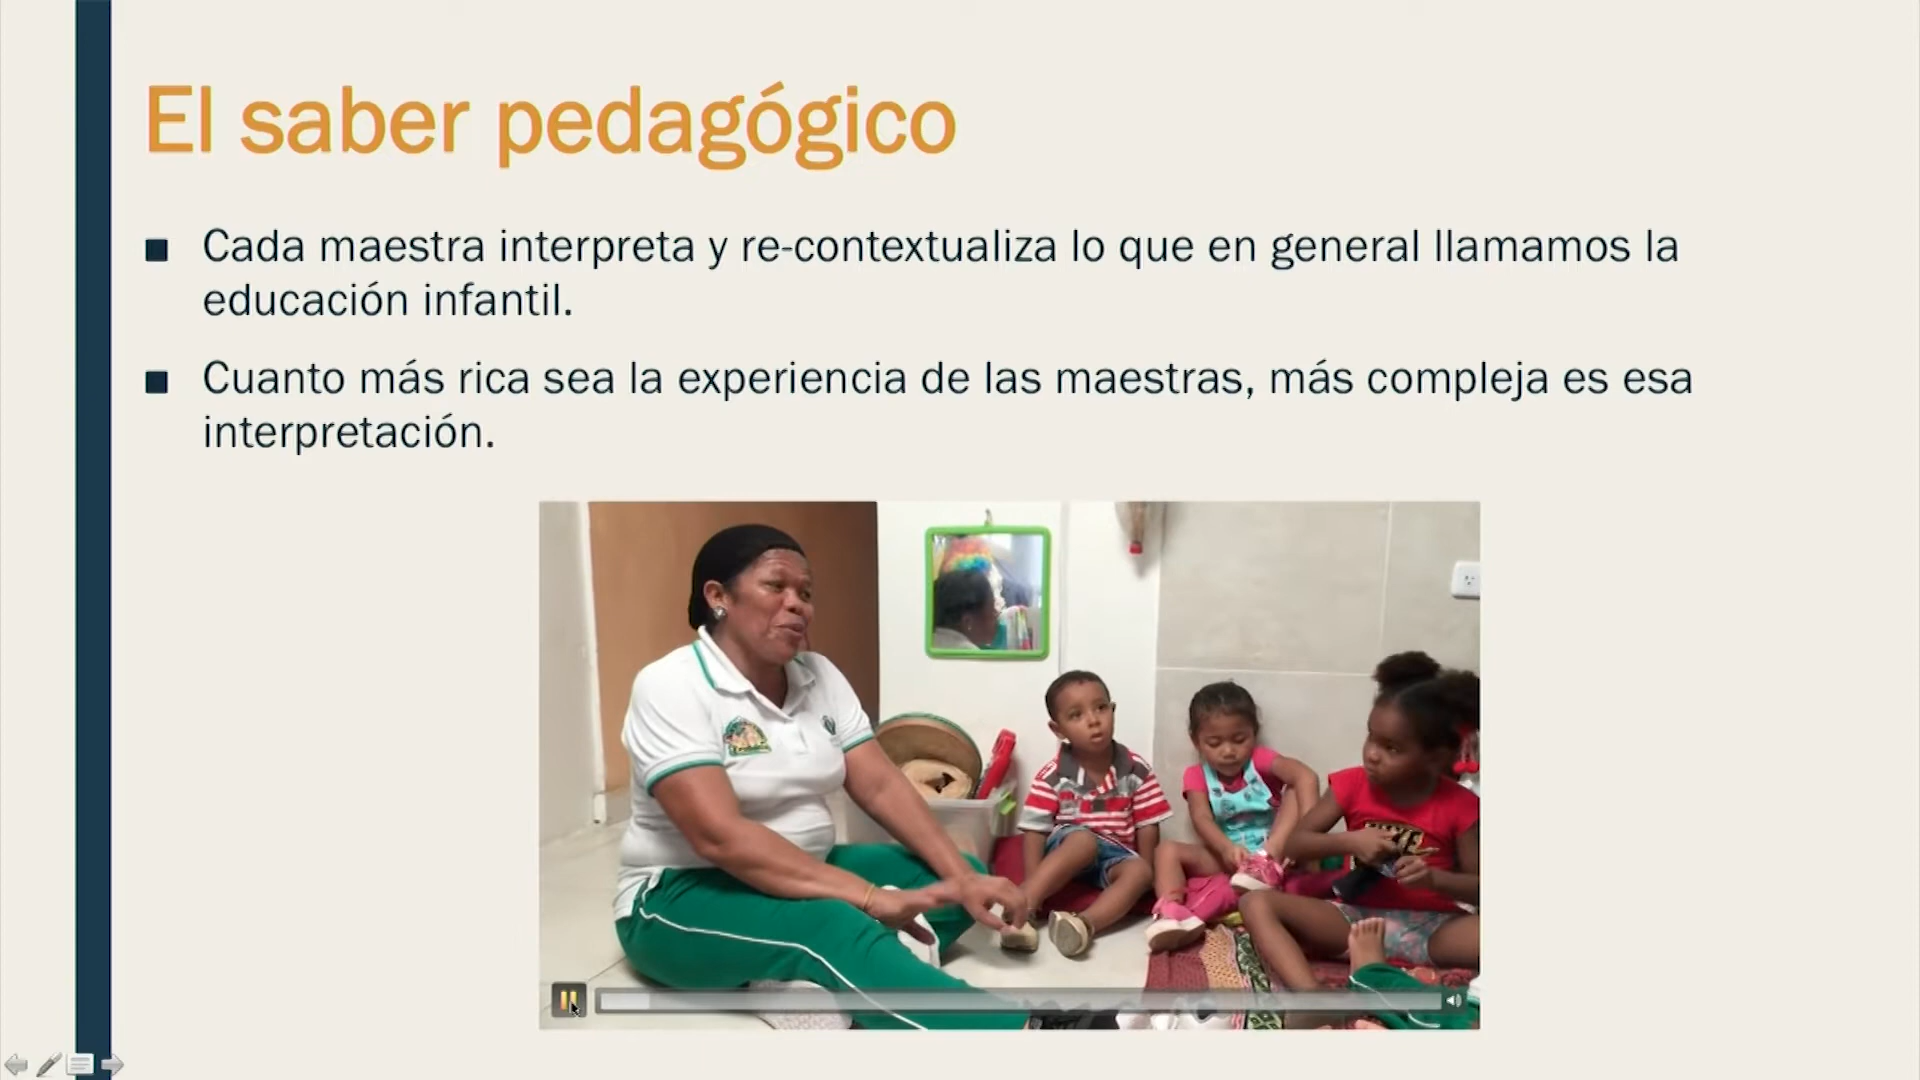 El saber pedagógico
Cada maestra interpreta y re-contextualiza lo que en general llamamos la
educación infantil.
Cuanto más rica sea la experiencia de las maestras, más compleja es esa
interpretación.